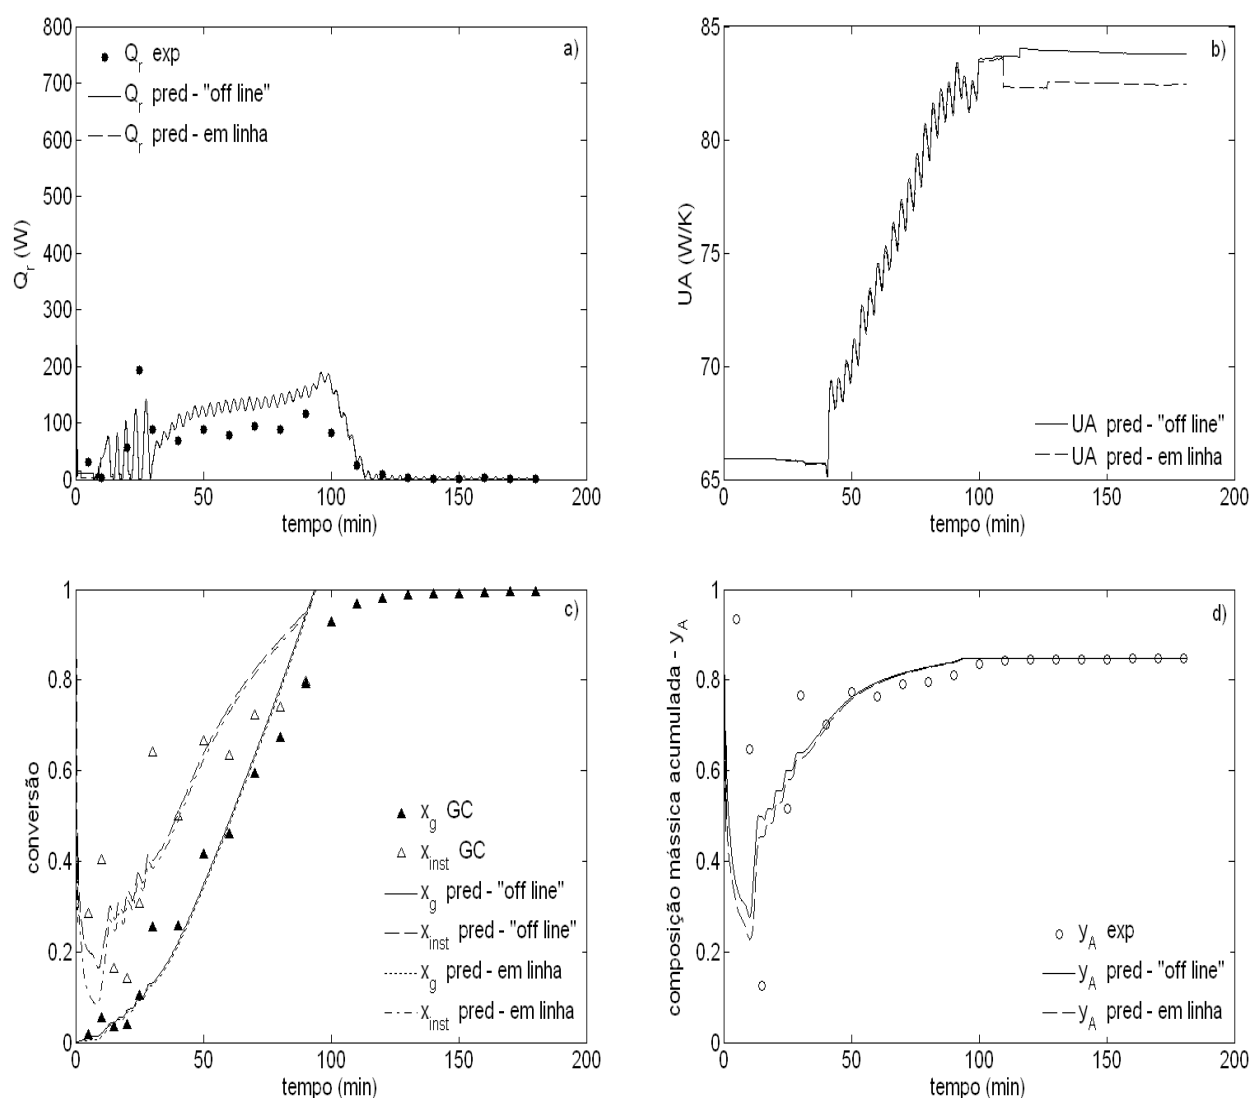 a)
Q_r exp
Q_r pred - "off line"
Q_r pred - em linha
800
700
600
500
400
300
200
100
0
0 50 100 150 200
Q_r (W)
tempo (min)
b)
85
80
75
70
65
0 50 100 150 200
UA (W/K)
UA pred - "off line"
UA pred - em linha
tempo (min)
c)
1
0.8
0.6
0.4
0.2
0
0 50 100 150 200
conversão
x_g GC
x_inst GC
x_g pred - "off line"
x_inst pred - "off line"
x_g pred - em linha
x_inst pred - em linha
tempo (min)
d)
1
0.8
0.6
0.4
0.2
0
0 50 100 150 200
composição mássica acumulada - y_A
y_A exp
y_A pred - "off line"
y_A pred - em linha
tempo (min)